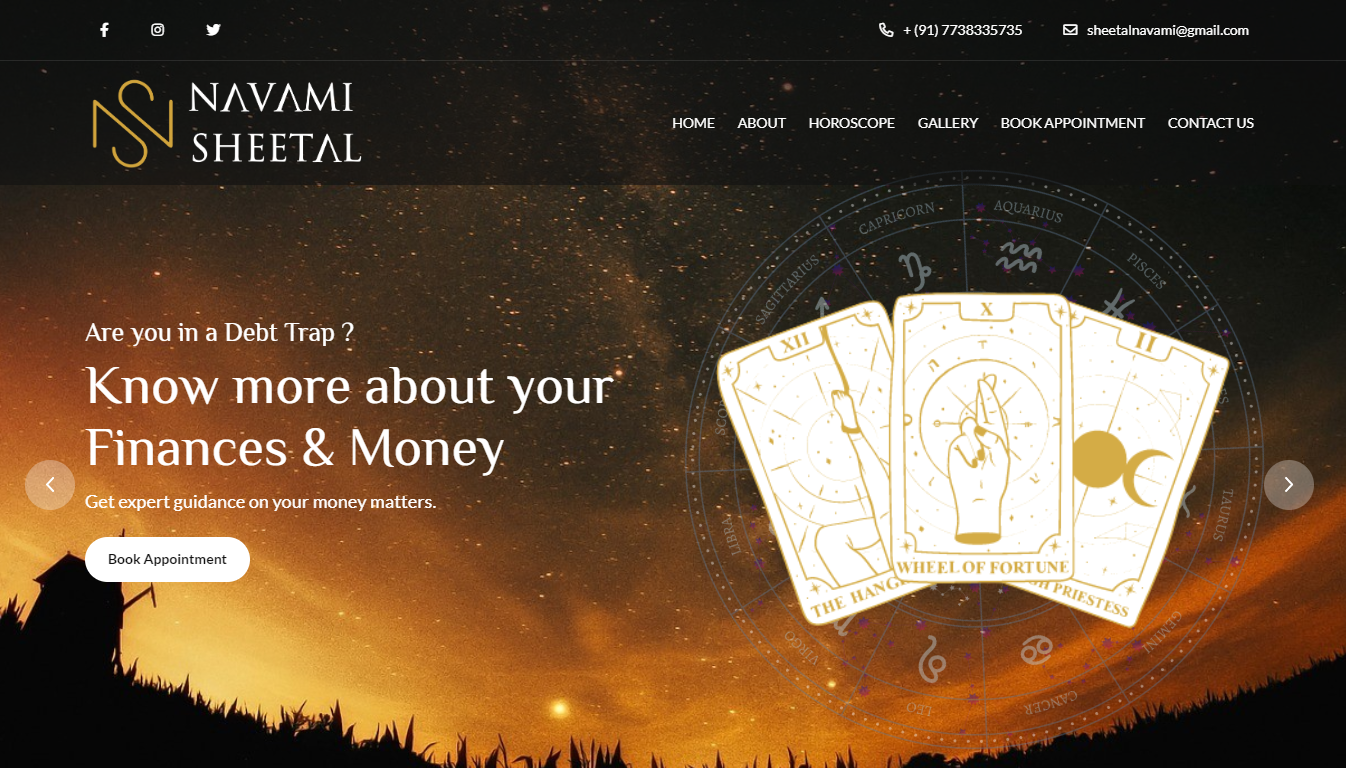 + (91) 7738335735
sheetalnavami@gmail.com
NAVAMI
SHEETAL
HOME
ABOUT
HOROSCOPE
GALLERY
BOOK APPOINTMENT
CONTACT US
Are you in a Debt Trap ?
Know more about your
Finances & Money
Get expert guidance on your money matters.
Book Appointment
CAPRICORN
AQUARIUS
PISCES
SAGITTARIUS
TAURUS
GEMINI
CANCER
LEO
VIRGO
LIBRA
XII
X
II
THE
WHEEL OF FORTUNE
PRIESTESS